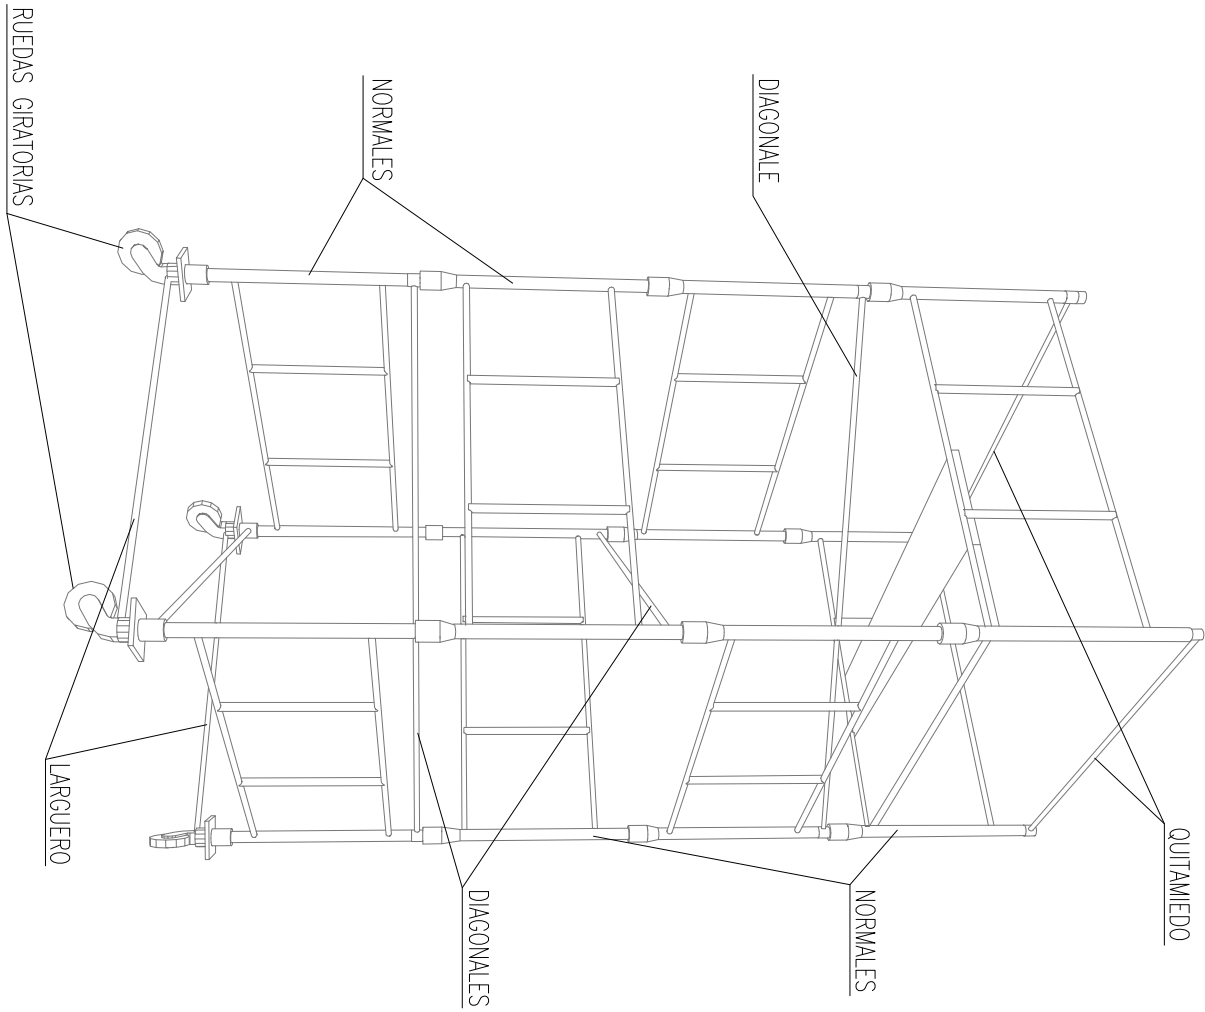 QUITAMIEDO
NORMALES
DIAGONALE
DIAGONALES
NORMALES
LARGUERO
RUEDAS GIRATORIAS